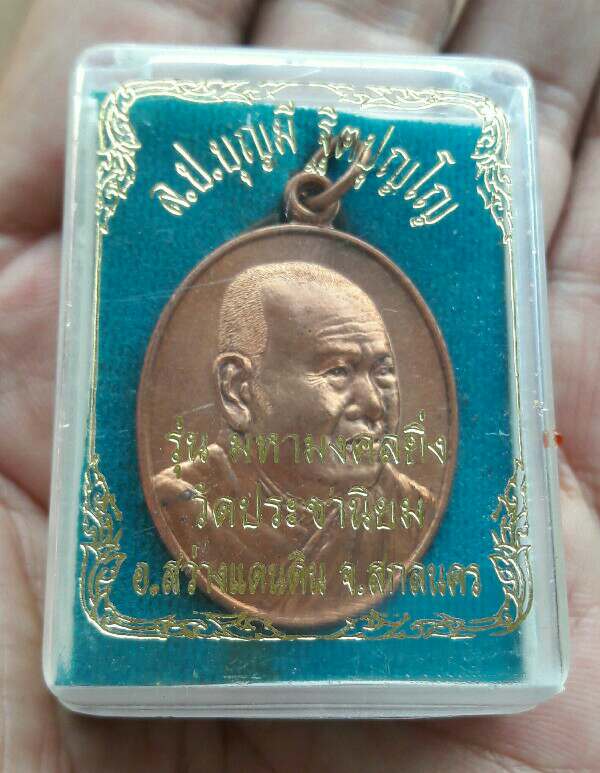 ล.ป.บุญมี ฐิตปุญโญ
รุ่น มหามงคลยิ่ง
วัดประชานิยม
อ.สว่างแดนดิน จ.สกลนคร